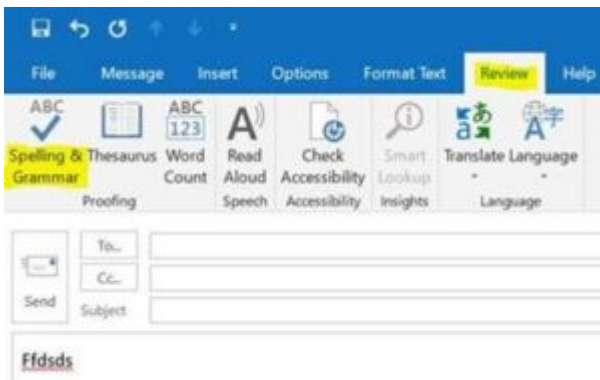 File Message Insert Options Format Text Review Help
ABC ABC
123
Spelling & Thesaurus Word Read Check Smart Translate Language
Grammar Count Aloud Accessibility Lookup
Proofing Speech Accessibility Insights Language
To...
Cc...
Send
Subject
Ffdsds